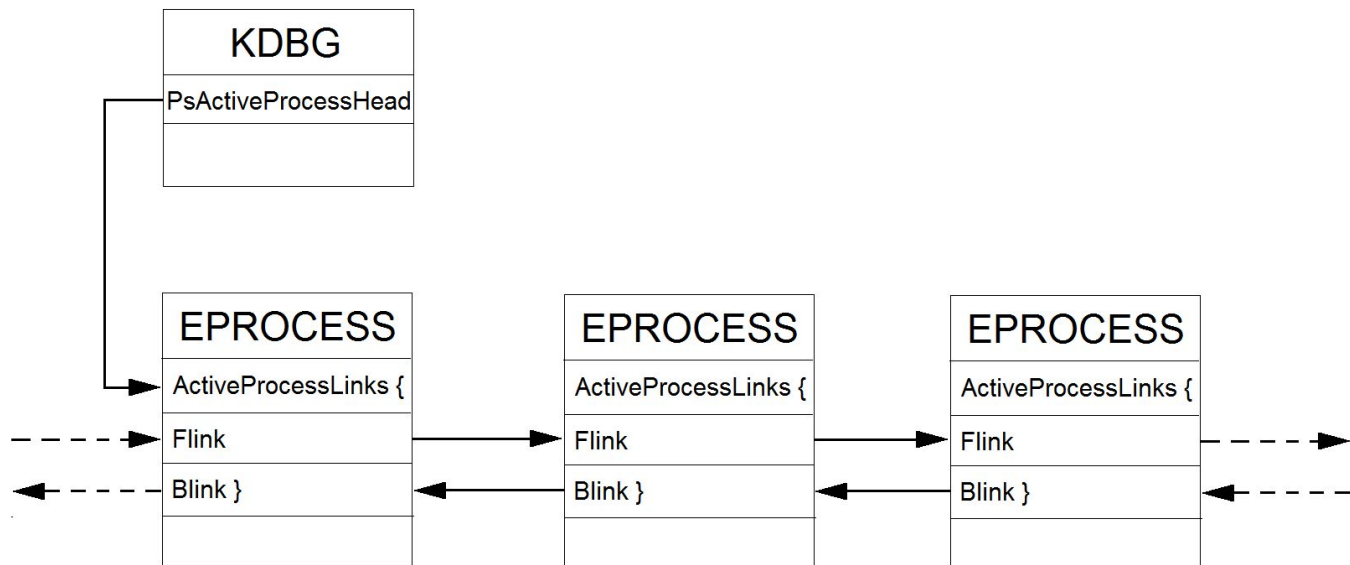 KDBG
PsActiveProcessHead
EPROCESS
ActiveProcessLinks {
Flink
Blink }
EPROCESS
ActiveProcessLinks {
Flink
Blink }
EPROCESS
ActiveProcessLinks {
Flink
Blink }